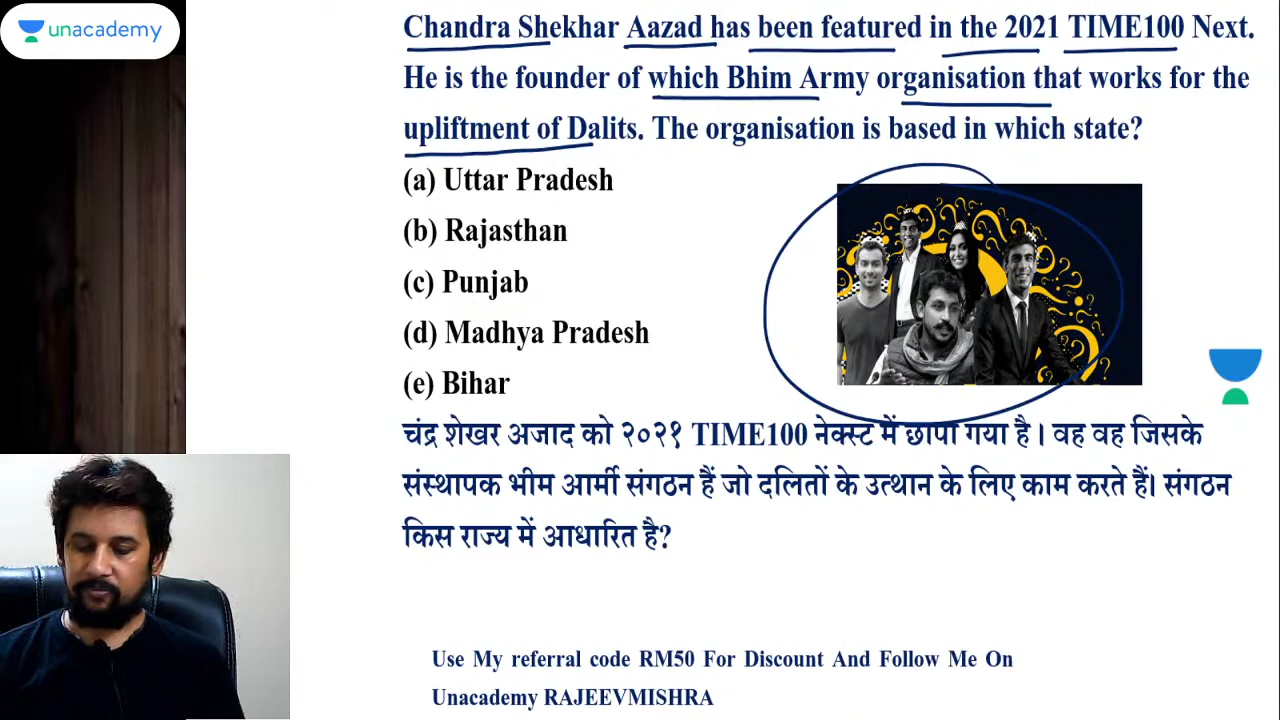 unacademy
Chandra Shekhar Aazad has been featured in the 2021 TIME100 Next.
He is the founder of which Bhim Army organisation that works for the
upliftment of Dalits. The organisation is based in which state?
(a) Uttar Pradesh
(b) Rajasthan
(c) Punjab
(d) Madhya Pradesh
(e) Bihar
चंद्र शेखर अजाद को २०२१ TIME100 नेक्स्ट में छापा गया है। वह वह जिसके
संस्थापक भीम आर्मी संगठन हैं जो दलितों के उत्थान के लिए काम करते हैं। संगठन
किस राज्य में आधारित है?
Use My referral code RM50 For Discount And Follow Me On
Unacademy RAJEEVMISHRA